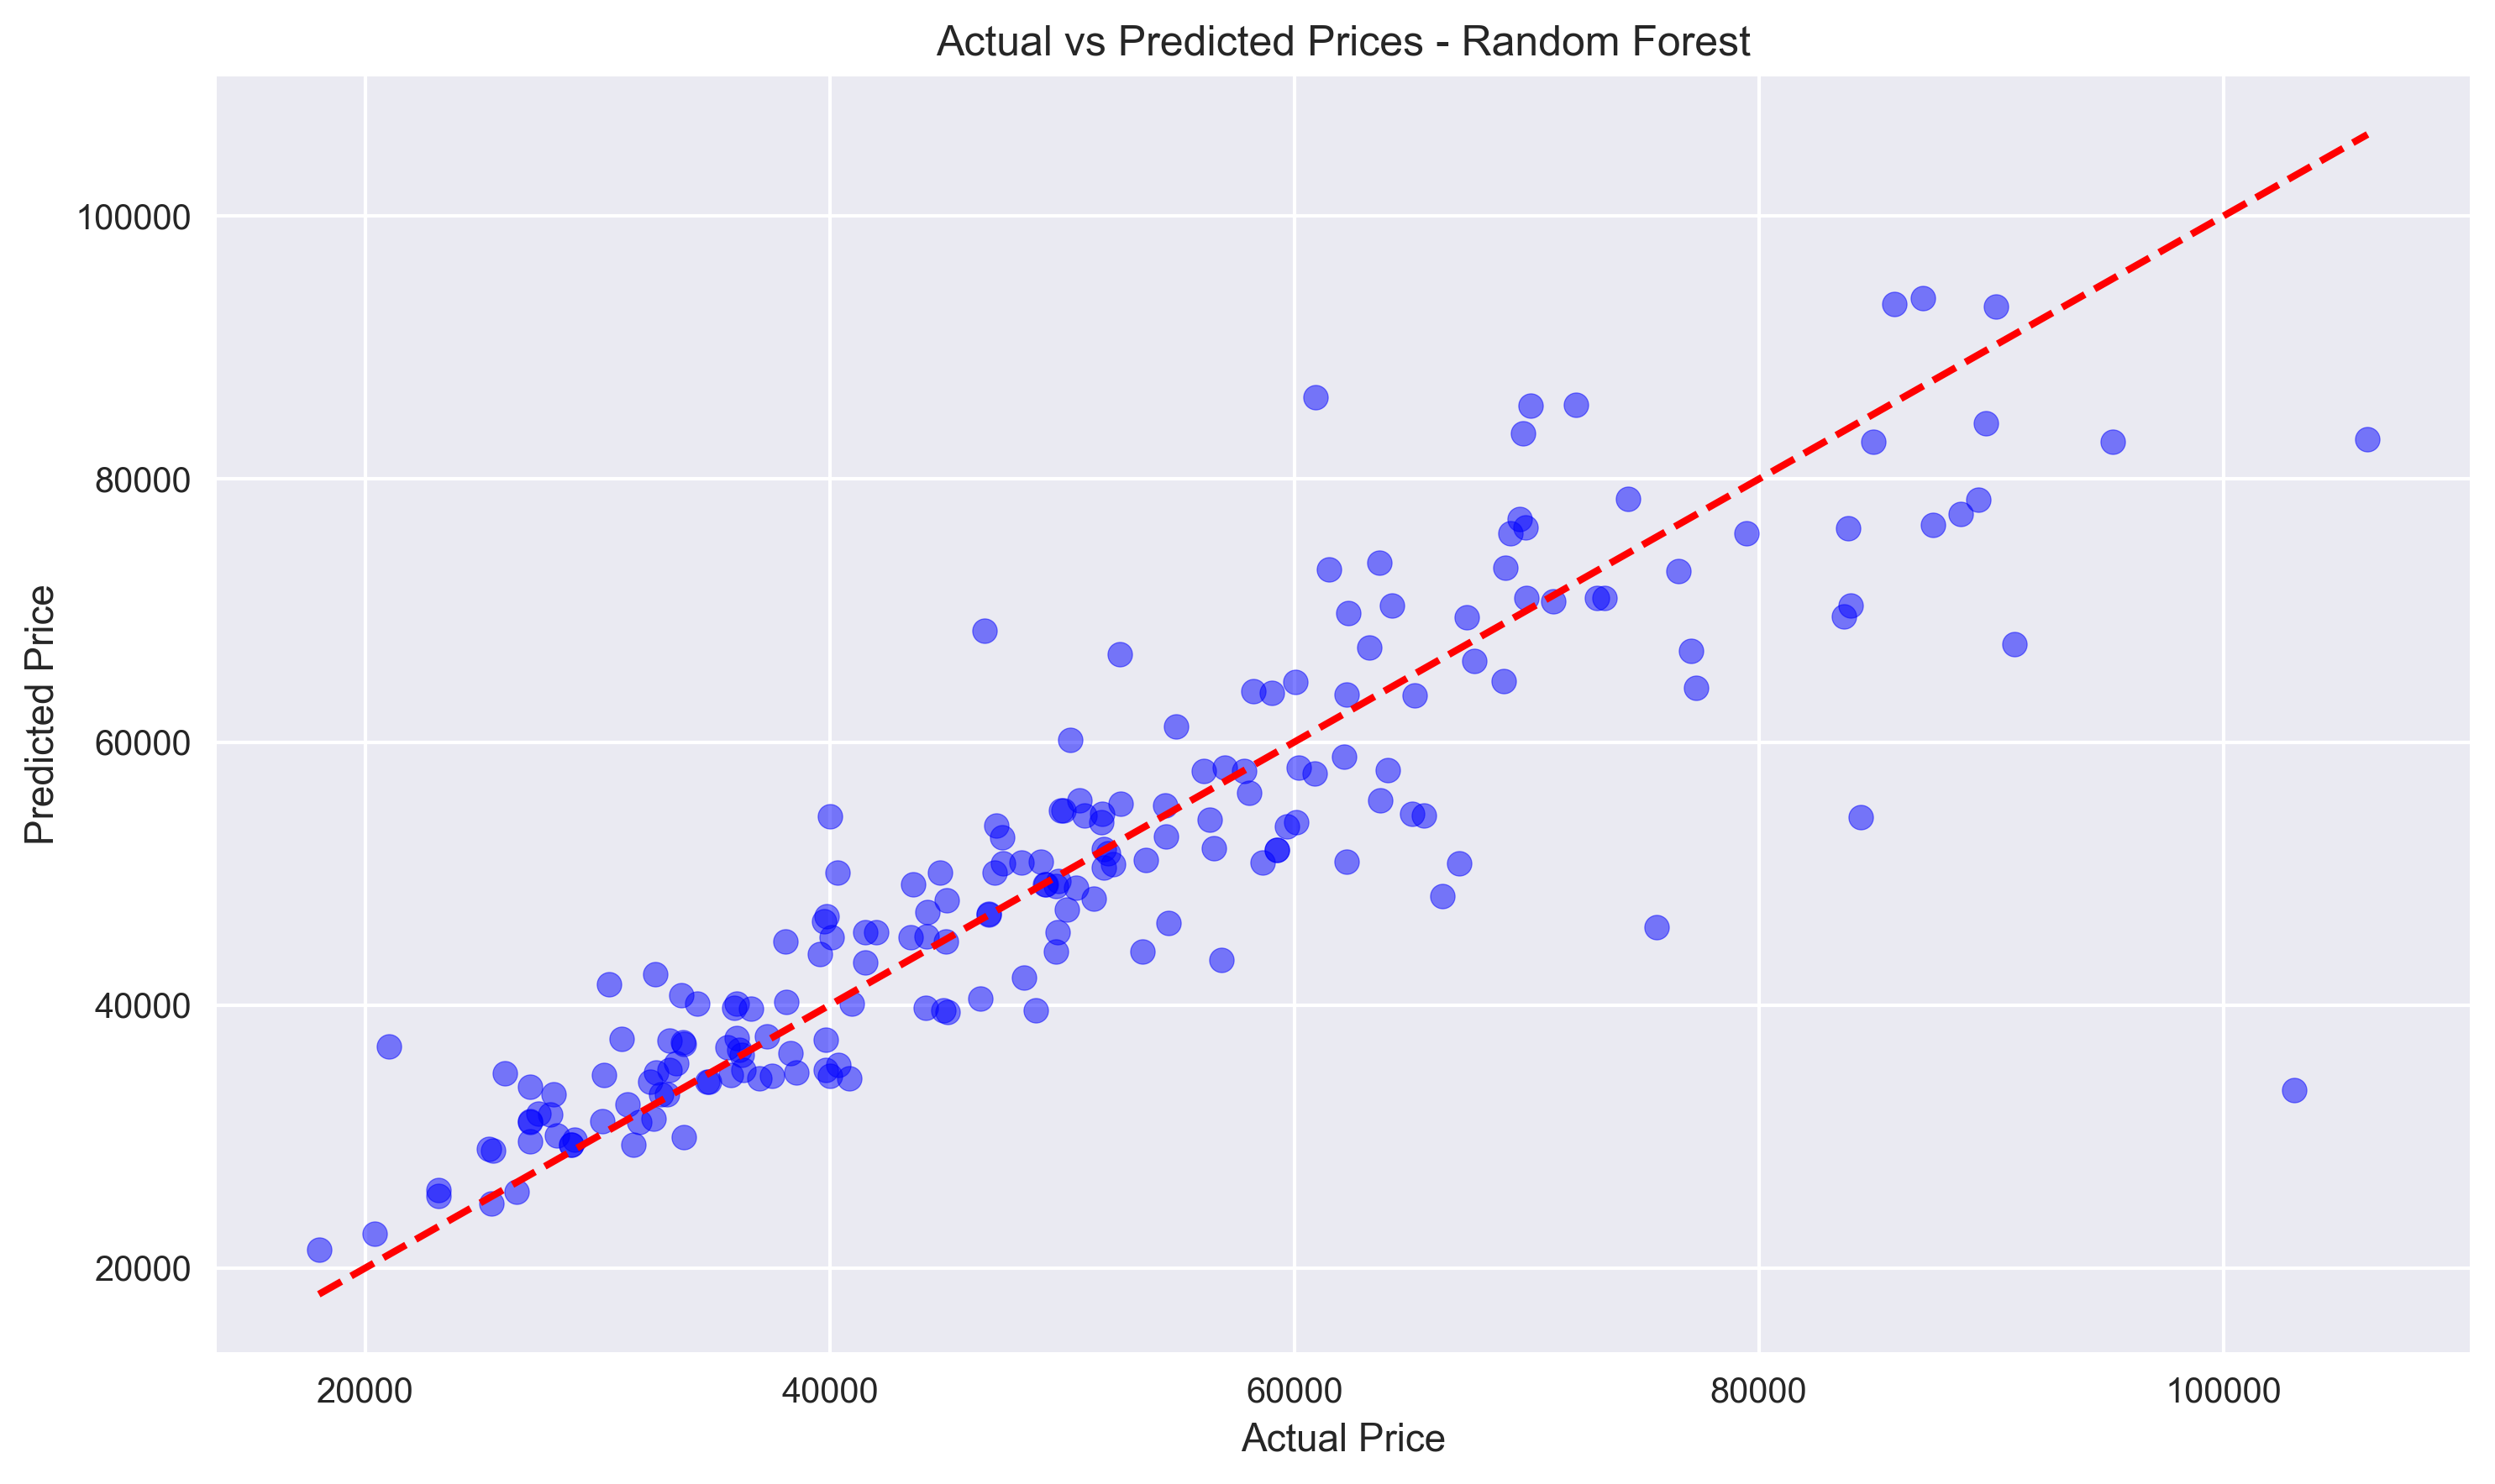 Actual vs Predicted Prices - Random Forest
100000
80000
60000
40000
20000
Predicted Price
20000 40000 60000 80000 100000
Actual Price